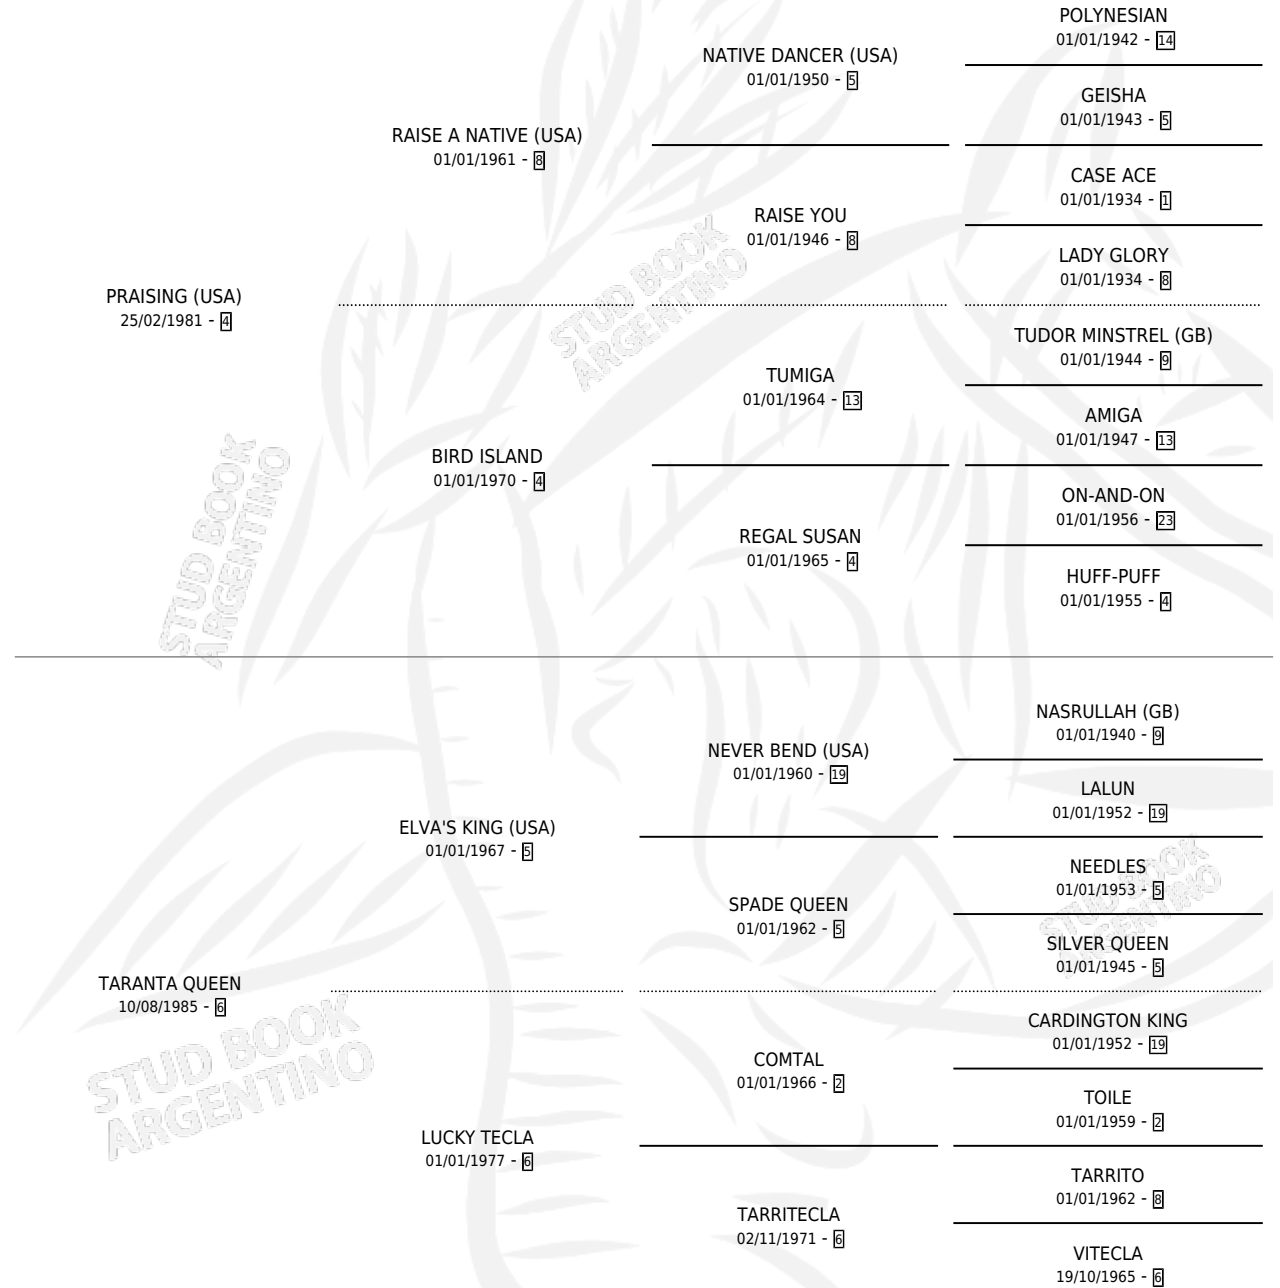 POLYNESIAN
01/01/1942 - 14
NATIVE DANCER (USA)
01/01/1950 - 5
GEISHA
01/01/1943 - 5
RAISE A NATIVE (USA)
01/01/1961 - 8
CASE ACE
01/01/1934 - 1
RAISE YOU
01/01/1946 - 8
LADY GLORY
01/01/1934 - 8
PRAISING (USA)
25/02/1981 - 4
STUD BOOK
ARGENTINO
TUDOR MINSTREL (GB)
01/01/1944 - 9
TUMIGA
01/01/1964 - 13
AMIGA
01/01/1947 - 13
BIRD ISLAND
01/01/1970 - 4
STUD BOOK
ARGENTINO
ON-AND-ON
01/01/1956 - 23
REGAL SUSAN
01/01/1965 - 4
HUFF-PUFF
01/01/1955 - 4
NASRULLAH (GB)
01/01/1940 - 9
NEVER BEND (USA)
01/01/1960 - 19
LALUN
01/01/1952 - 19
ELVA'S KING (USA)
01/01/1967 - 5
NEEDLES
01/01/1953 - 5
STUD BOOK
ARGENTINO
SPADE QUEEN
01/01/1962 - 5
SILVER QUEEN
01/01/1945 - 5
TARANTA QUEEN
10/08/1985 - 6
STUD BOOK
ARGENTINO
CARDINGTON KING
01/01/1952 - 19
COMTAL
01/01/1966 - 2
TOILE
01/01/1959 - 2
LUCKY TECLA
01/01/1977 - 6
TARRITO
01/01/1962 - 8
TARRITECLA
02/11/1971 - 6
VITECLA
19/10/1965 - 6